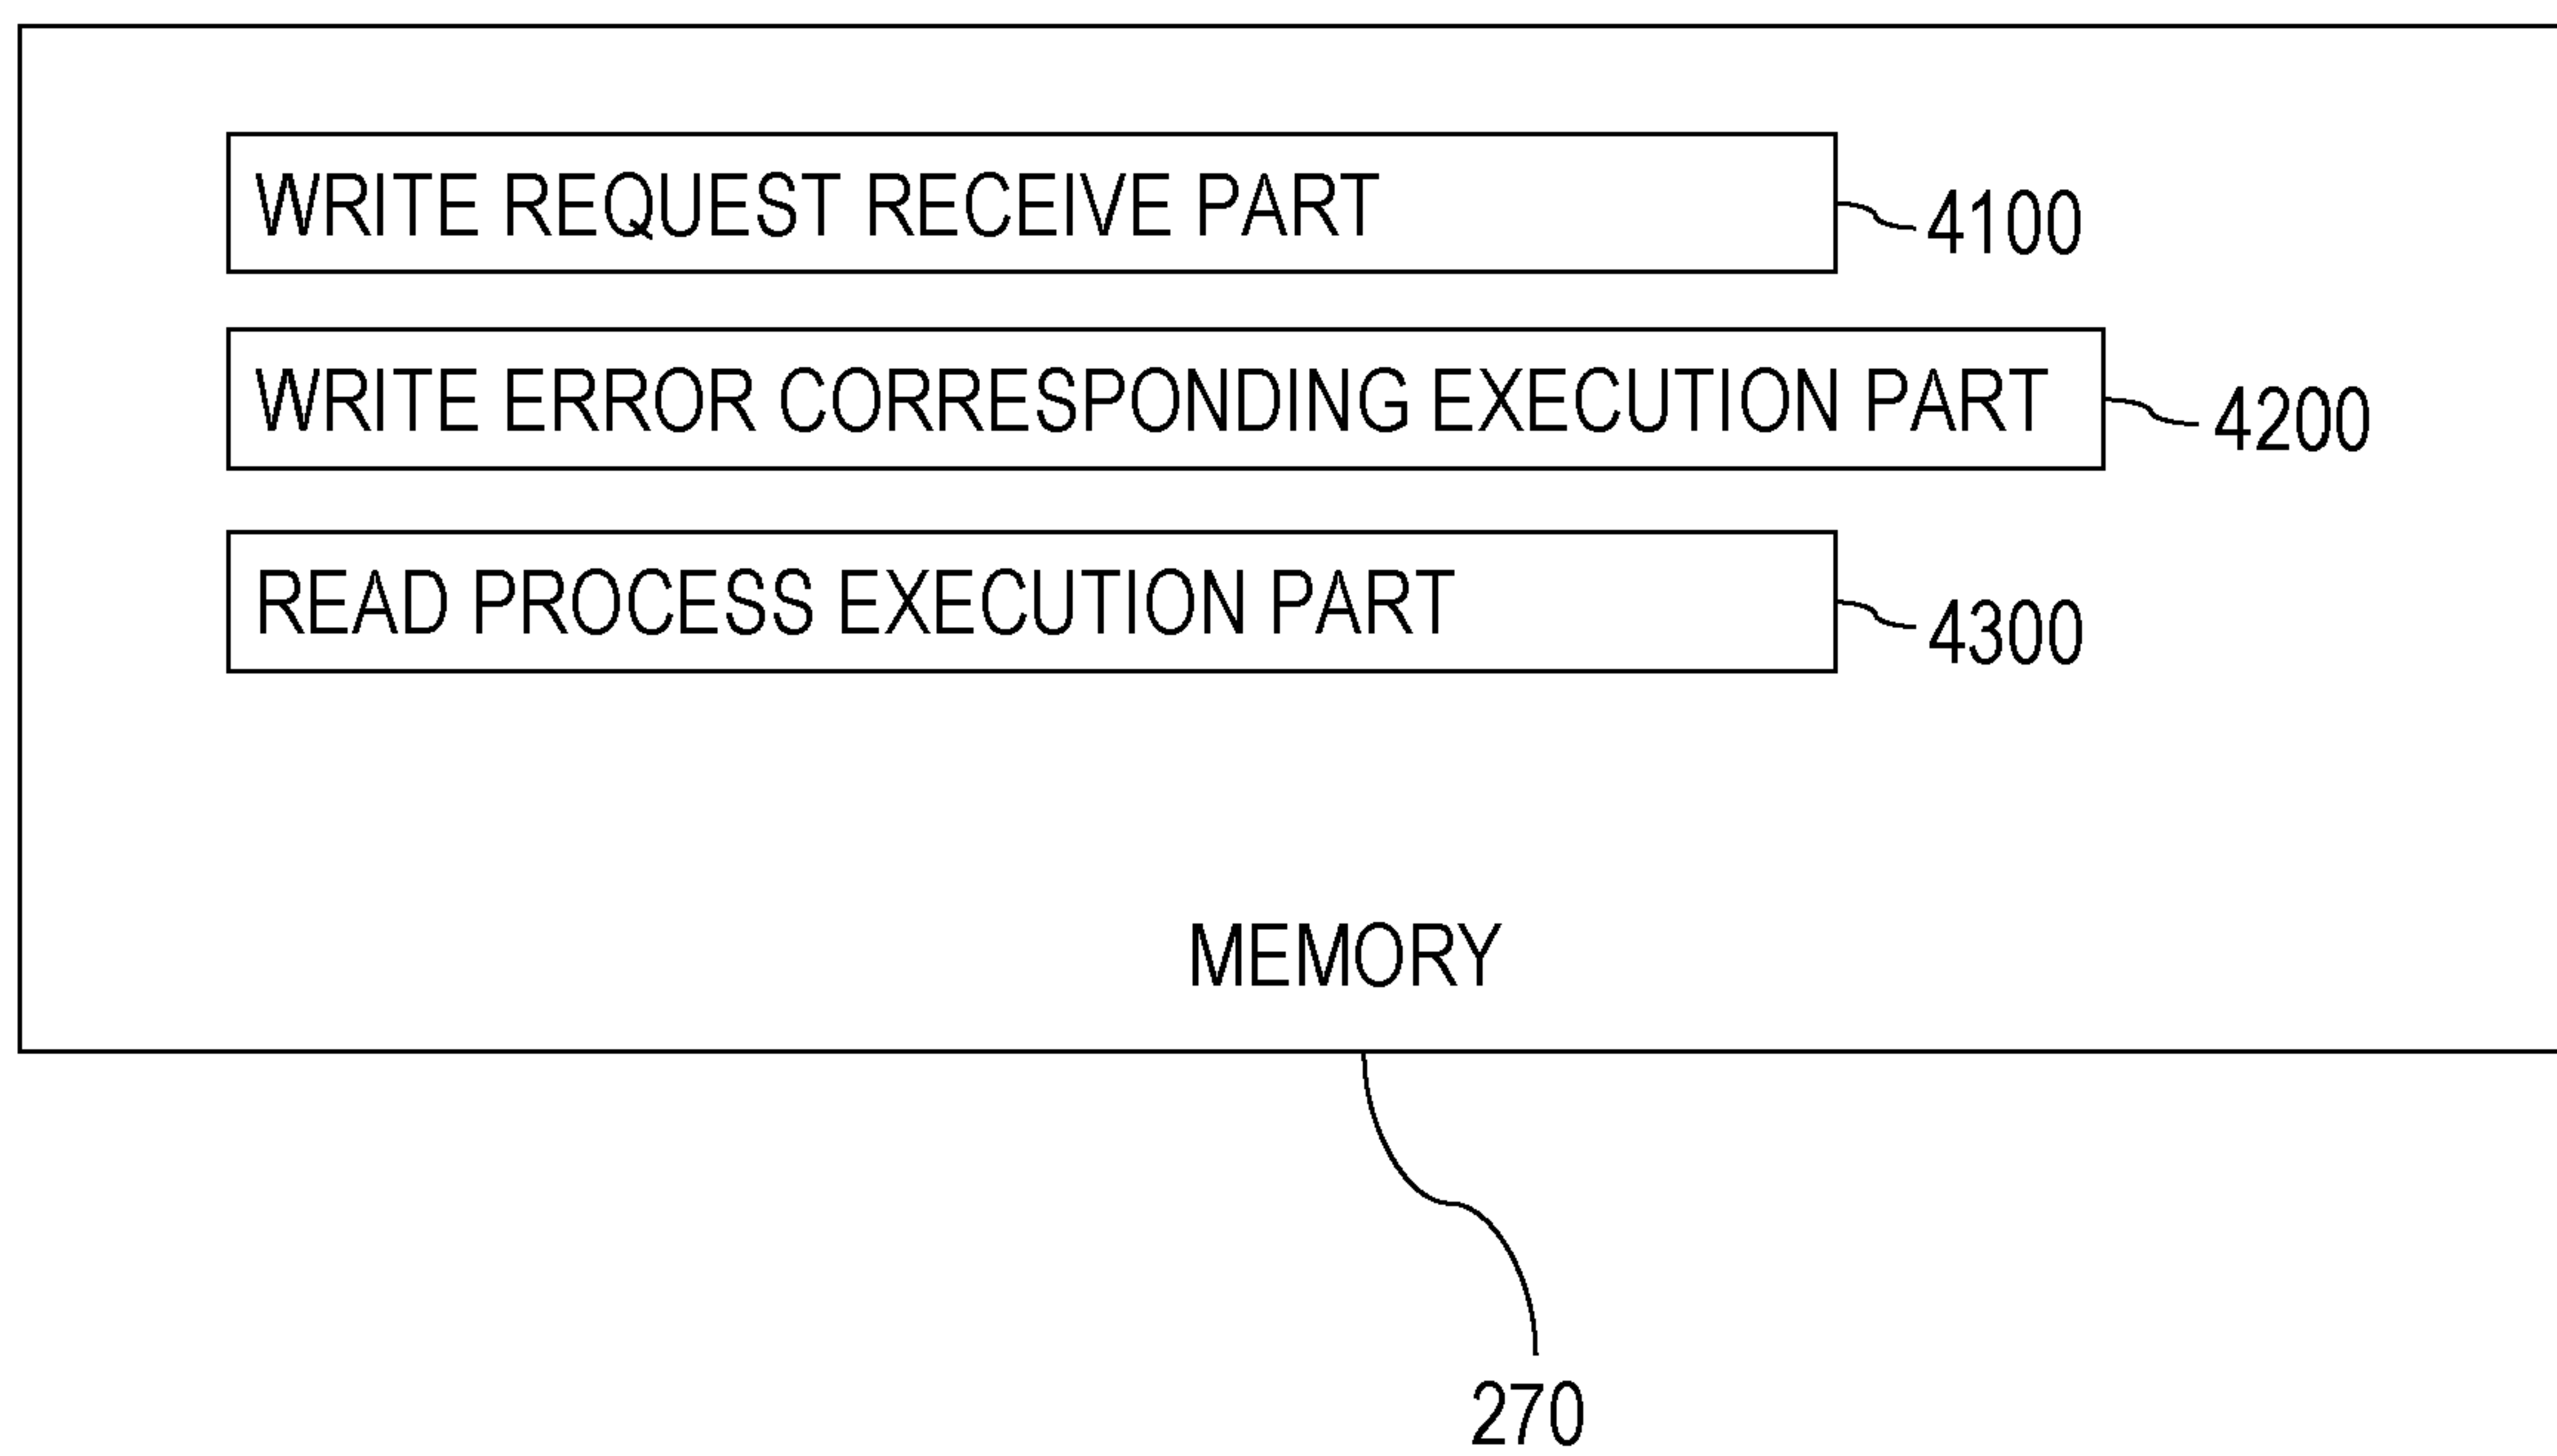 WRITE REQUEST RECEIVE PART
4100
WRITE ERROR CORRESPONDING EXECUTION PART
4200
READ PROCESS EXECUTION PART
4300
MEMORY
270